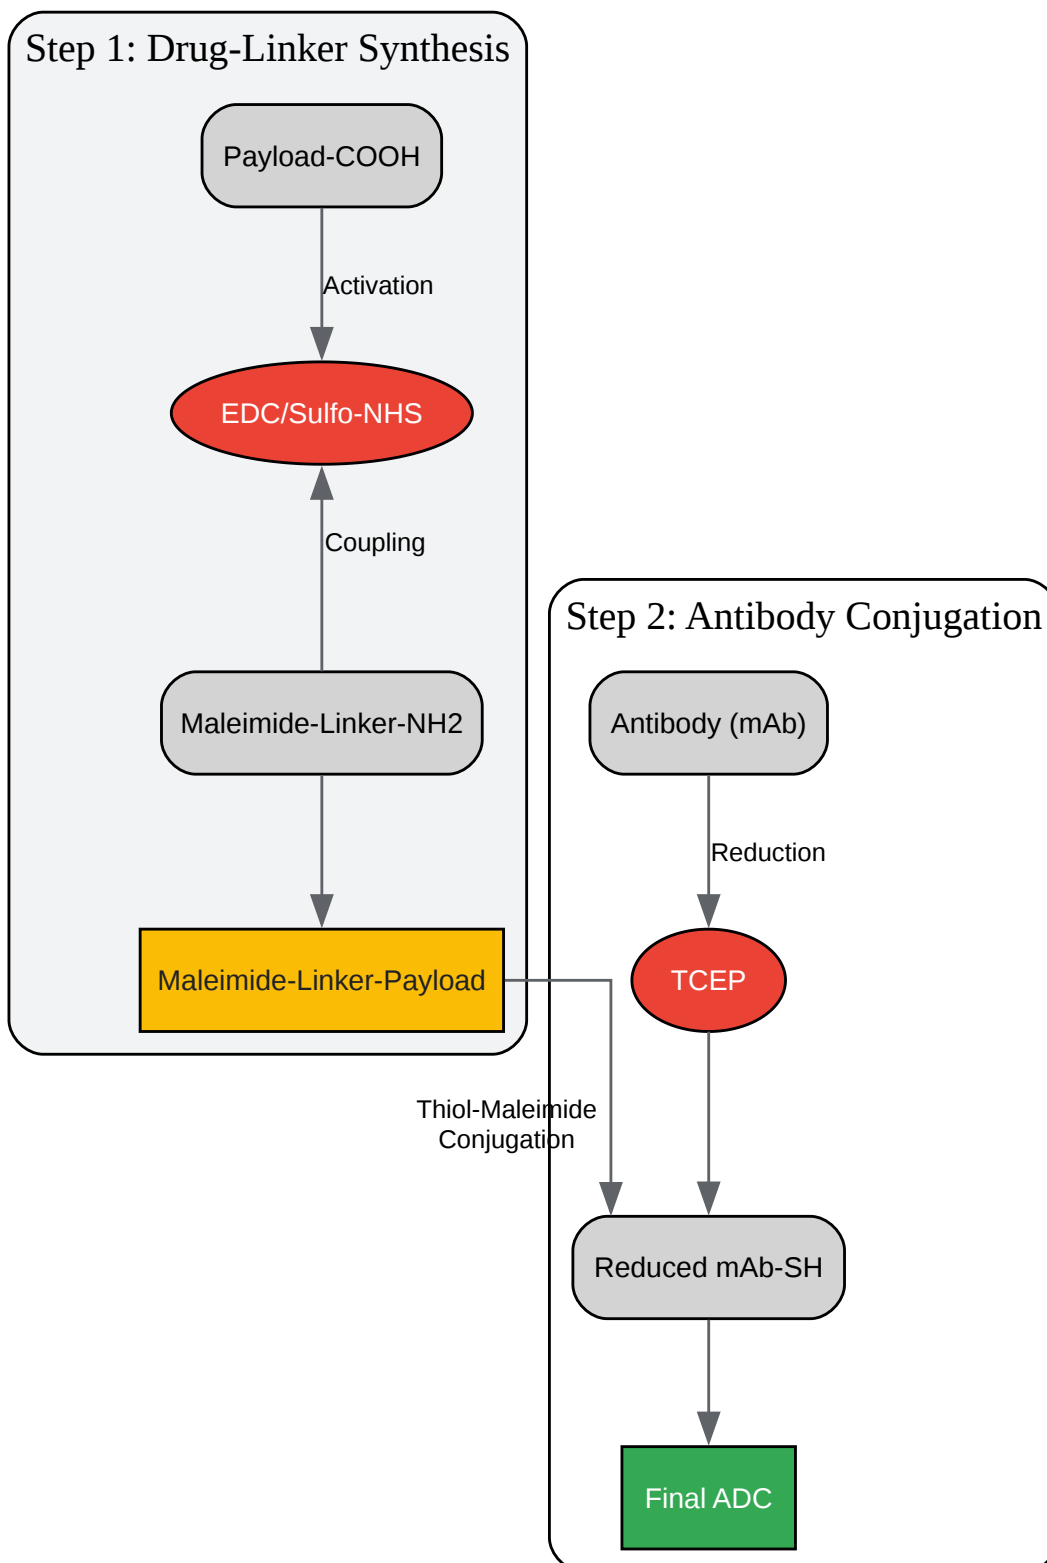 Step 1: Drug-Linker Synthesis
Payload-COOH
Activation
EDC/Sulfo-NHS
Coupling
Maleimide-Linker-NH2
Maleimide-Linker-Payload
Thiol-Maleimide
Conjugation
Step 2: Antibody Conjugation
Antibody (mAb)
Reduction
TCEP
Reduced mAb-SH
Final ADC